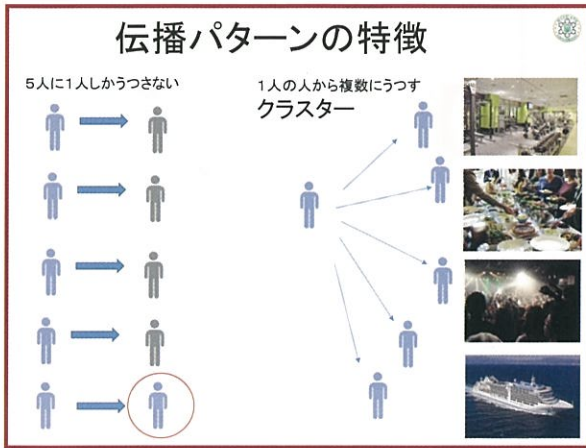 伝播パターンの特徴
5人に1人しかうつさない
1人の人から複数にうつす
クラスター